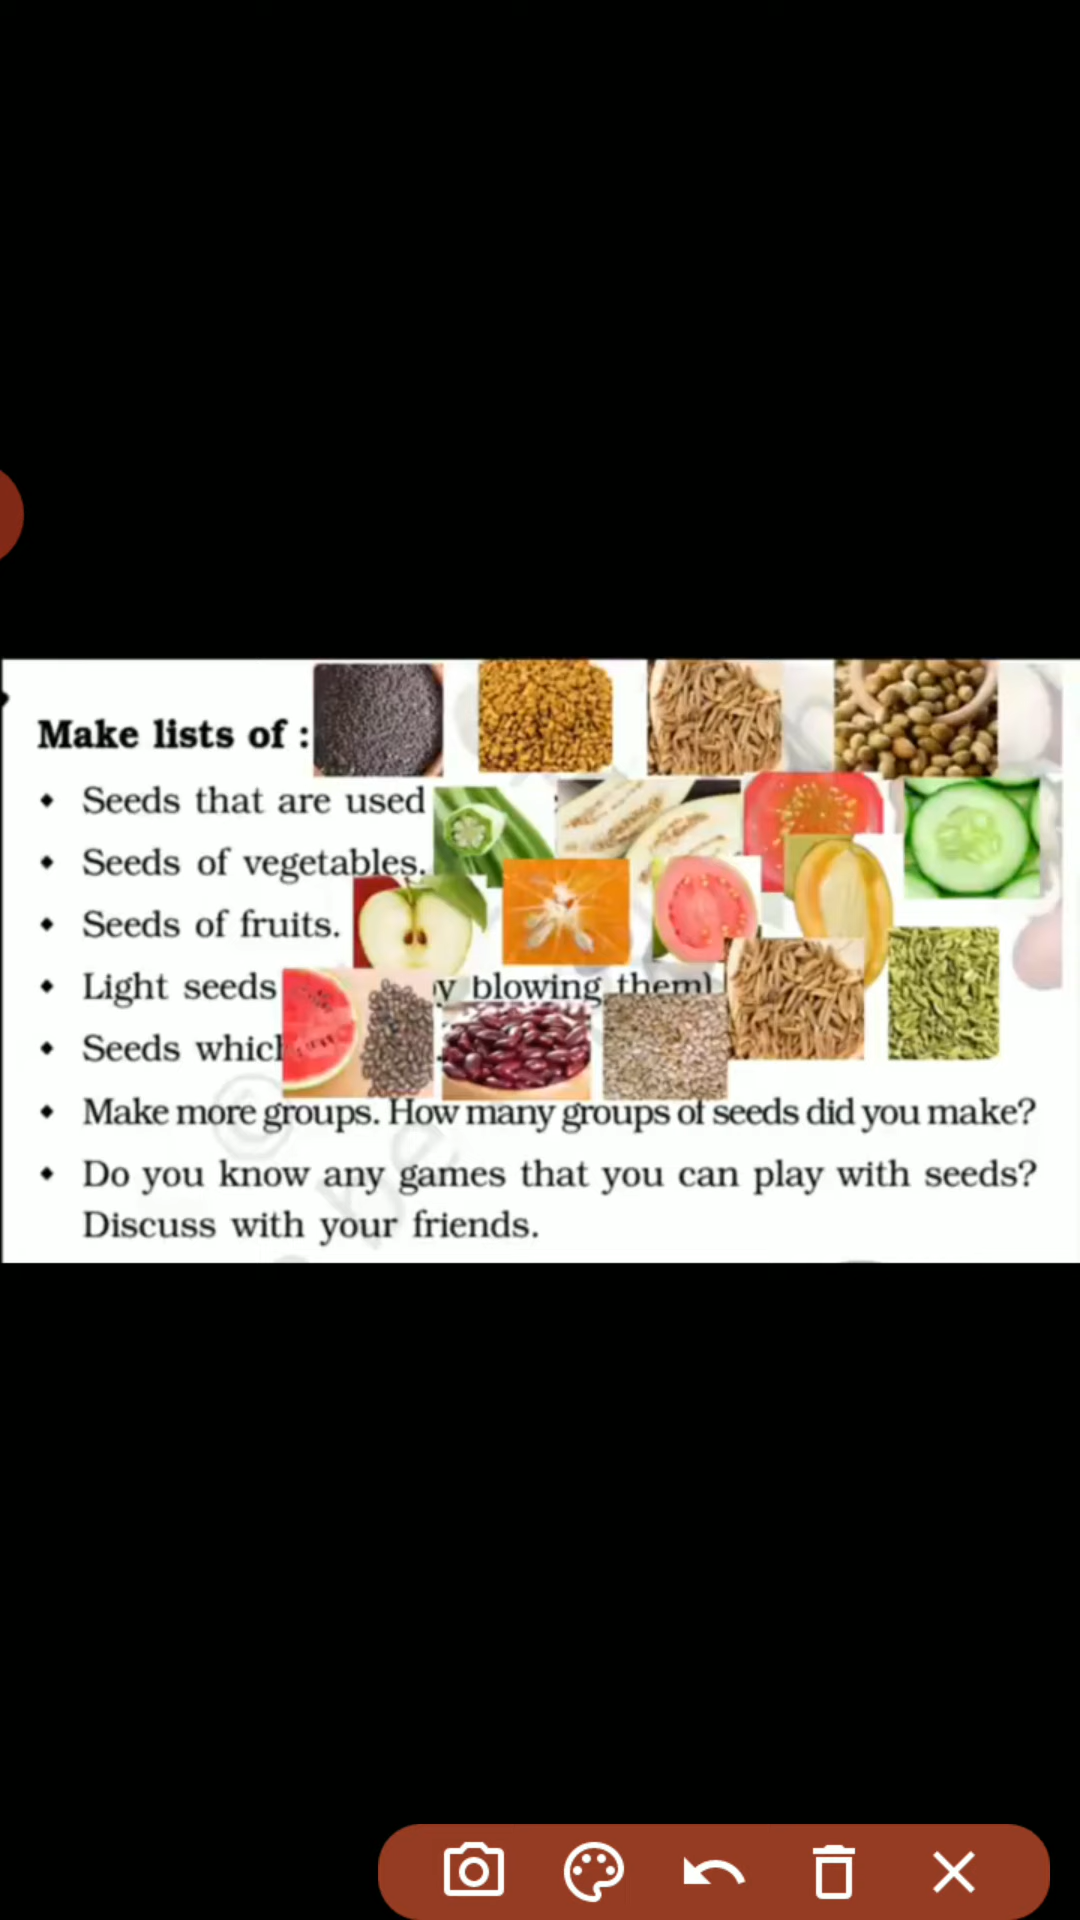 Make lists of :
• Seeds that are used
• Seeds of vegetables.
• Seeds of fruits.
• Light seeds blowing them)
• Seeds
• Make more groups. How many groups of seeds did you make?
• Do you know any games that you can play with seeds?
Discuss with your friends.